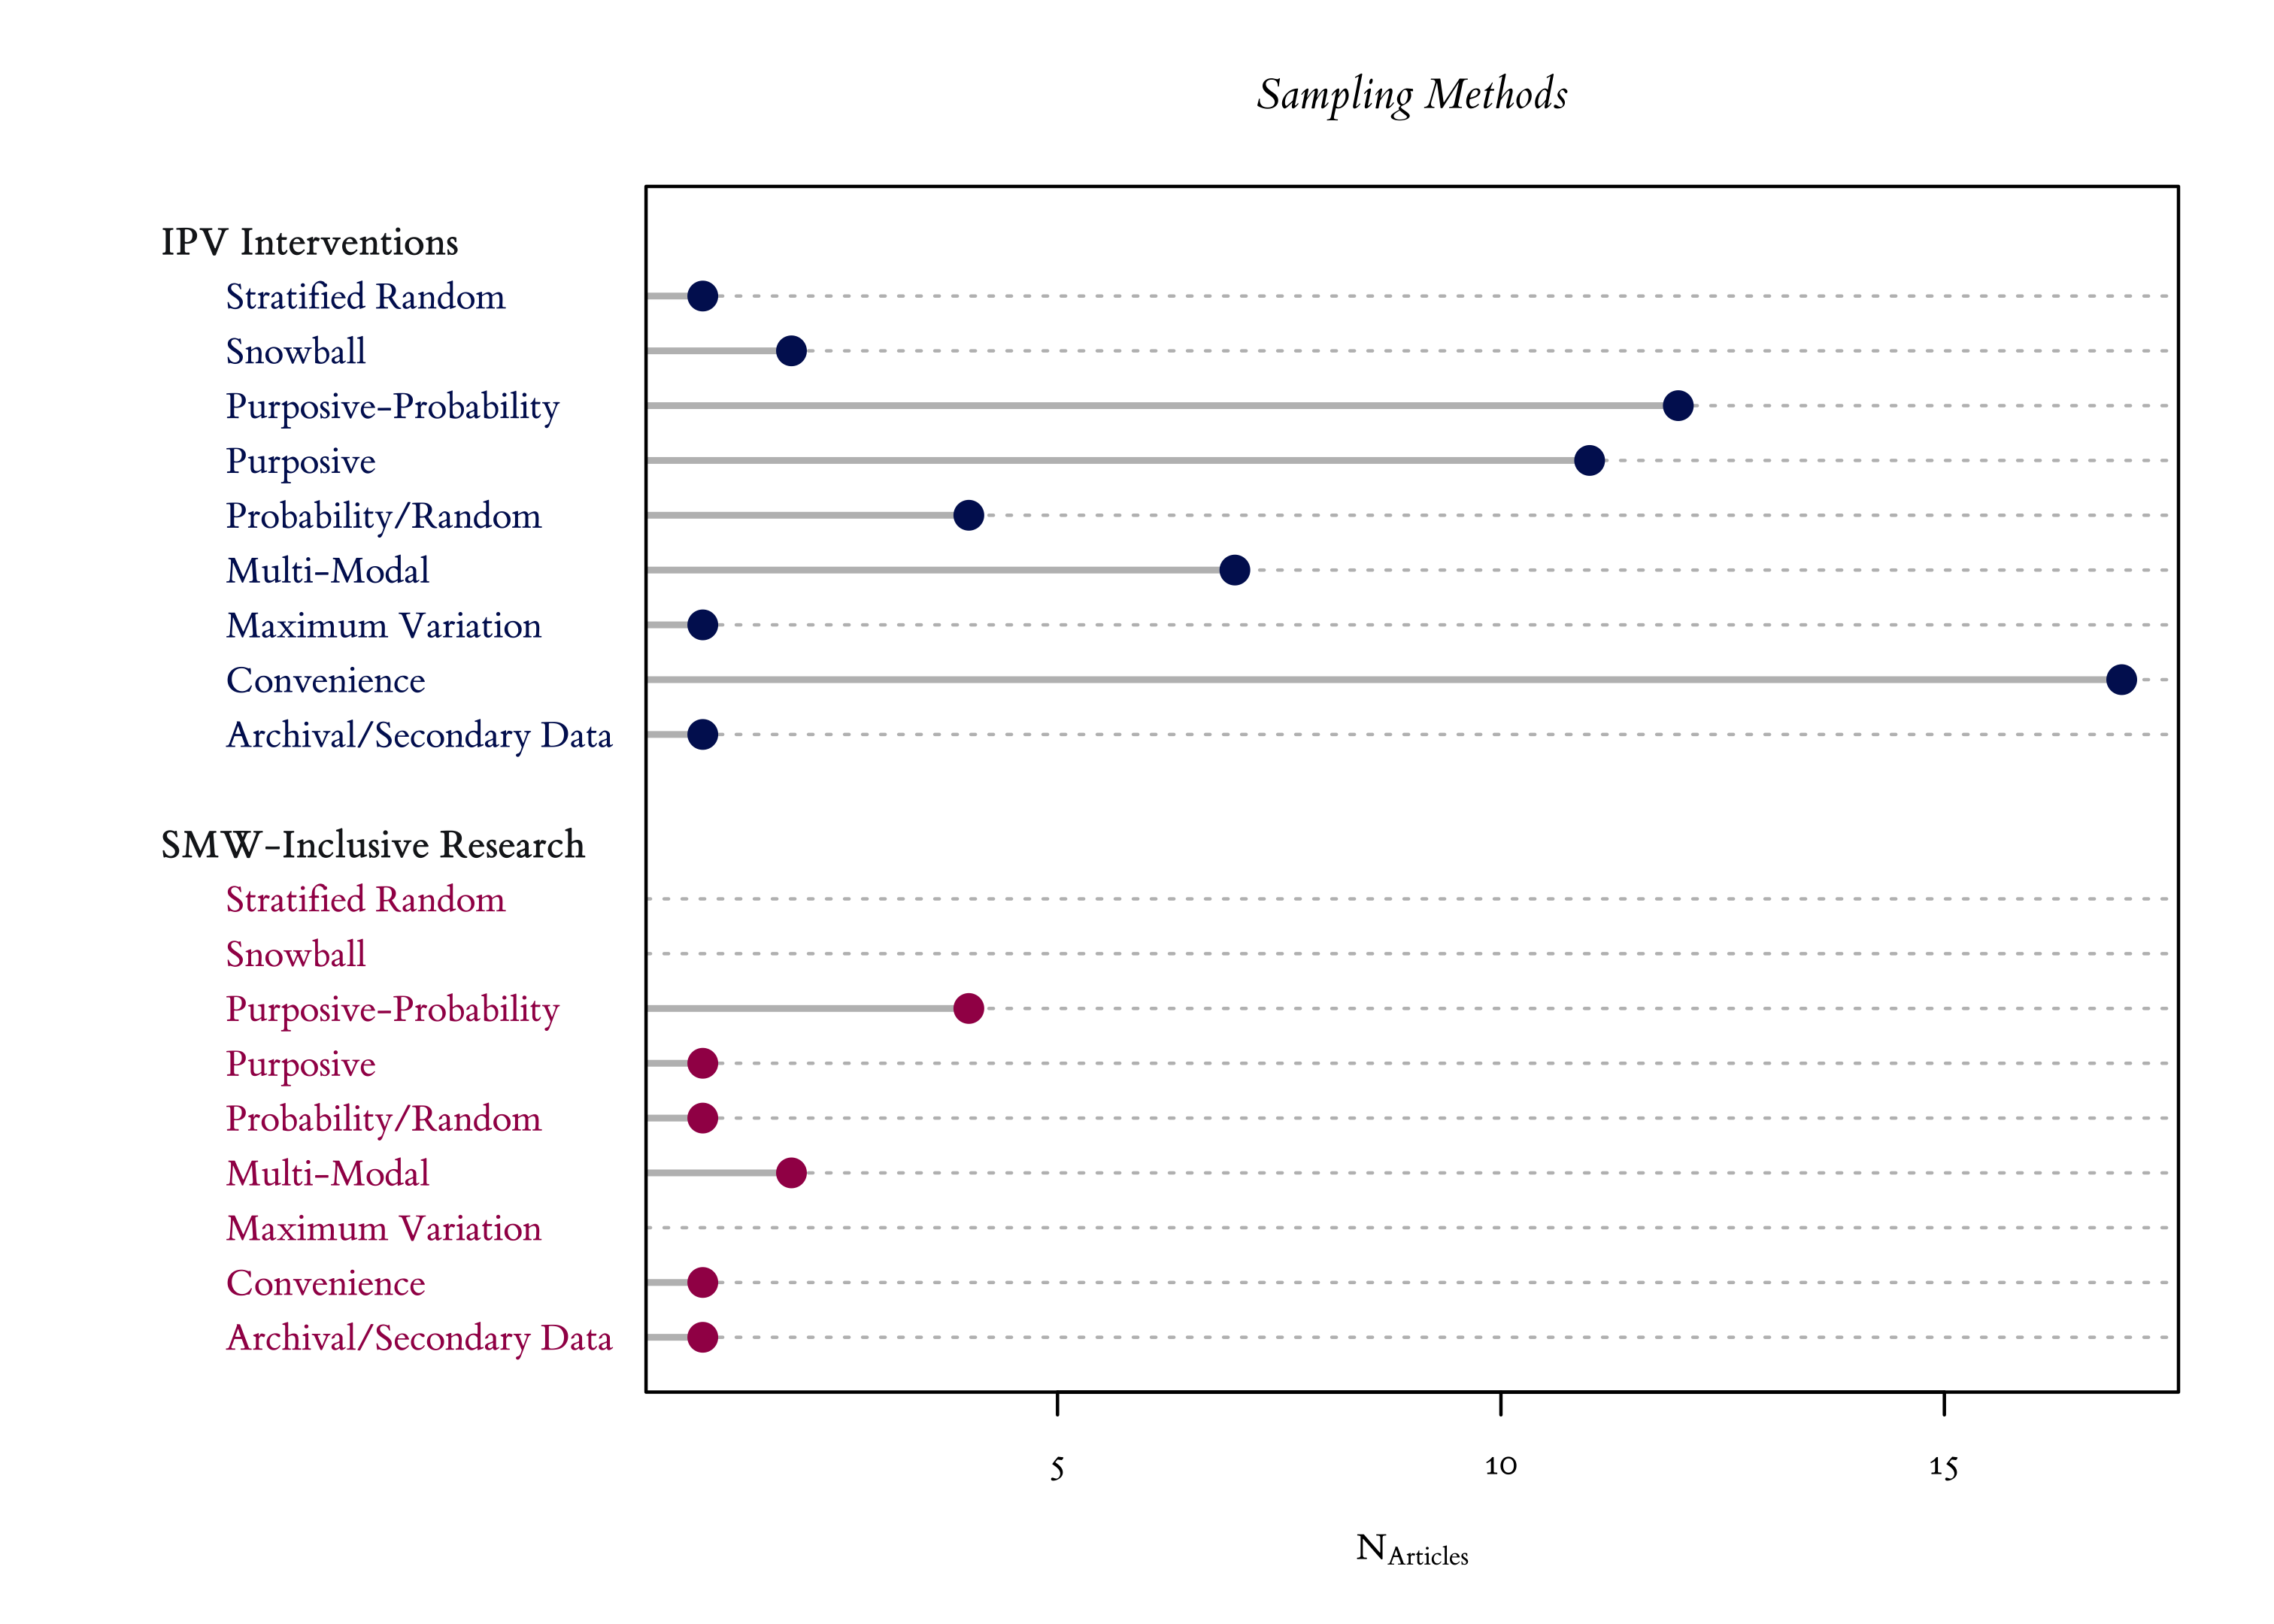 Sampling Methods
IPV Interventions
Stratified Random
Snowball
Purposive-Probability
Purposive
Probability/Random
Multi-Modal
Maximum Variation
Convenience
Archival/Secondary Data
SMW-Inclusive Research
Stratified Random
Snowball
Purposive-Probability
Purposive
Probability/Random
Multi-Modal
Maximum Variation
Convenience
Archival/Secondary Data
5 10 15
N Articles